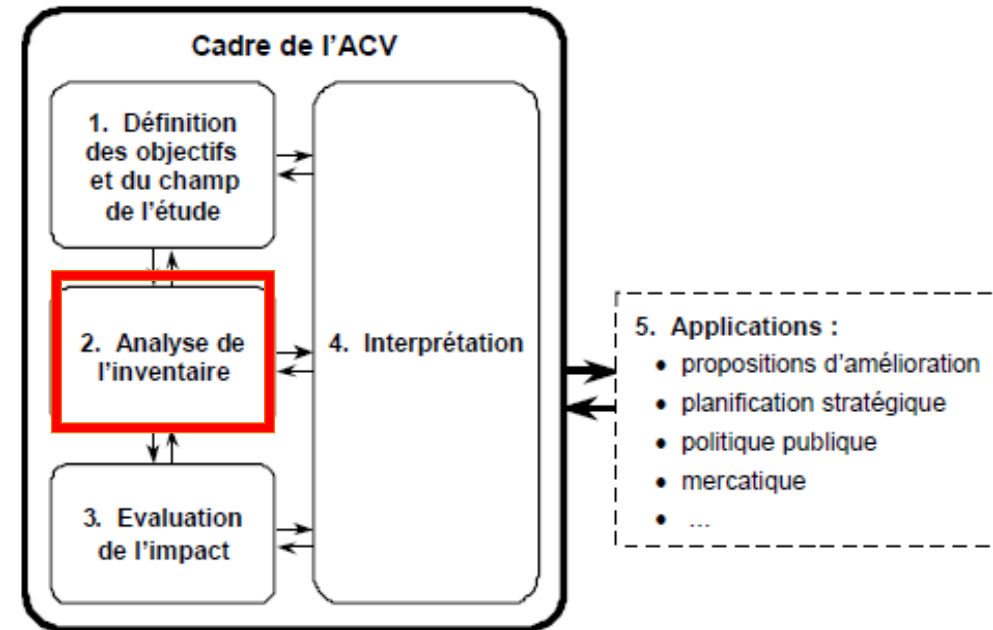 Cadre de l'ACV
1. Définition
des objectifs
et du champ
de l'étude
2. Analyse de
l'inventaire
3. Evaluation
de l'impact
4. Interprétation
5. Applications :
• propositions d'amélioration
• planification stratégique
• politique publique
• mercatique
• ...